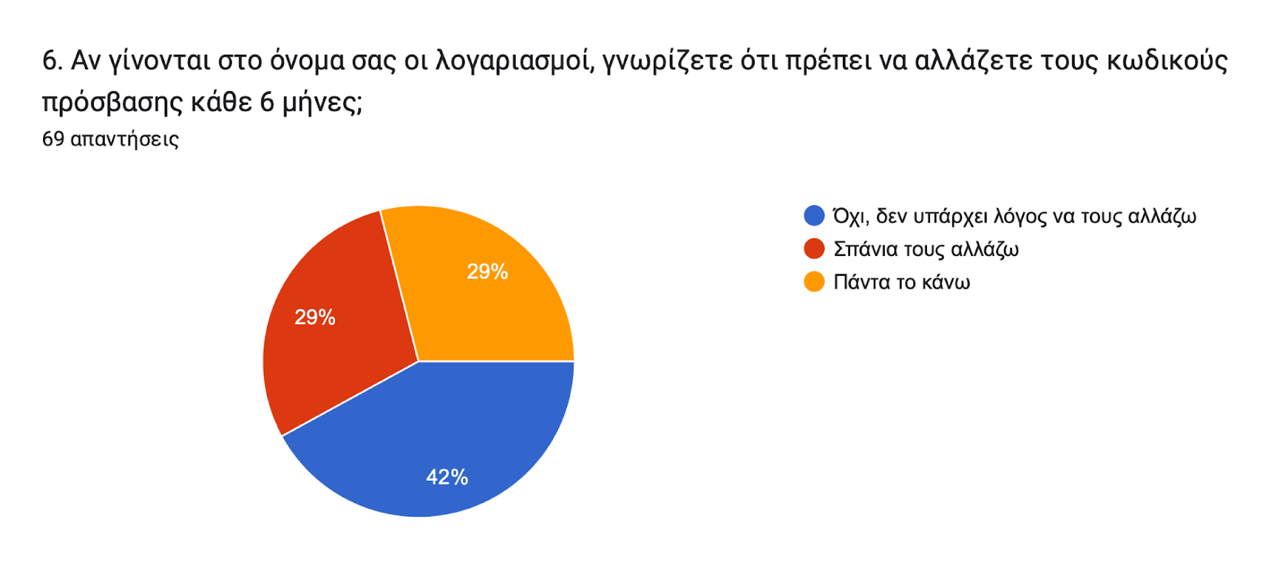 6. Αν γίνονται στο όνομα σας οι λογαριασμοί, γνωρίζετε ότι πρέπει να αλλάζετε τους κωδικούς
πρόσβασης κάθε 6 μήνες;
69 απαντήσεις
Όχι, δεν υπάρχει λόγος να τους αλλάζω
Σπάνια τους αλλάζω
Πάντα το κάνω
29%
29%
42%